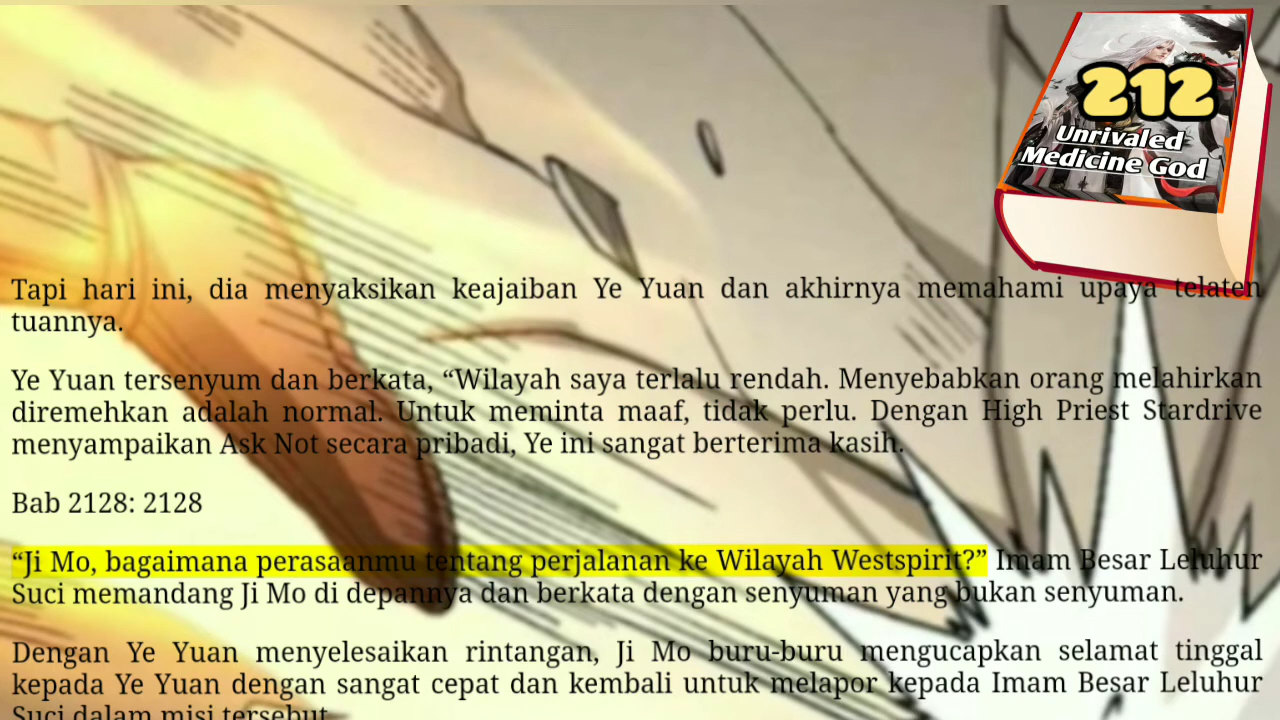 212
Unrivaled
Medicine God
Tapi hari ini, dia menyaksikan keajaiban Ye Yuan dan akhirnya memahami upaya telaten
tuannya.
Ye Yuan tersenyum dan berkata, “Wilayah saya terlalu rendah. Menyebabkan orang melahirkan
diremehkan adalah normal. Untuk meminta maaf, tidak perlu. Dengan High Priest Stardrive
menyampaikan Ask Not secara pribadi, Ye ini sangat berterima kasih.
Bab 2128: 2128
“Ji Mo, bagaimana perasaanmu tentang perjalanan ke Wilayah Westspirit?” Imam Besar Leluhur
Suci memandang Ji Mo di depannya dan berkata dengan senyuman yang bukan senyuman.
Dengan Ye Yuan menyelesaikan rintangan, Ji Mo buru-buru mengucapkan selamat tinggal
kepada Ye Yuan dengan sangat cepat dan kembali untuk melapor kepada Imam Besar Leluhur
Suci dalam misi tersebut